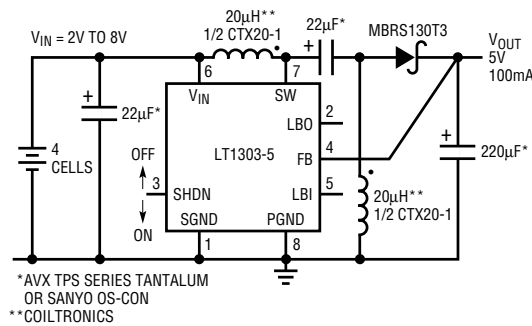 20µH**
1/2 CTX20-1
22µF*
MBRS130T3
VIN = 2V TO 8V
VOUT
5V
100mA
6
7
+
VIN
SW
+
22µF*
LBO
2
+
4
CELLS
OFF
LT1303-5
FB
4
220µF*
3
SHDN
LBI
5
20µH**
1/2 CTX20-1
ON
SGND
PGND
1
8
*AVX TPS SERIES TANTALUM
OR SANYO OS-CON
**COILTRONICS